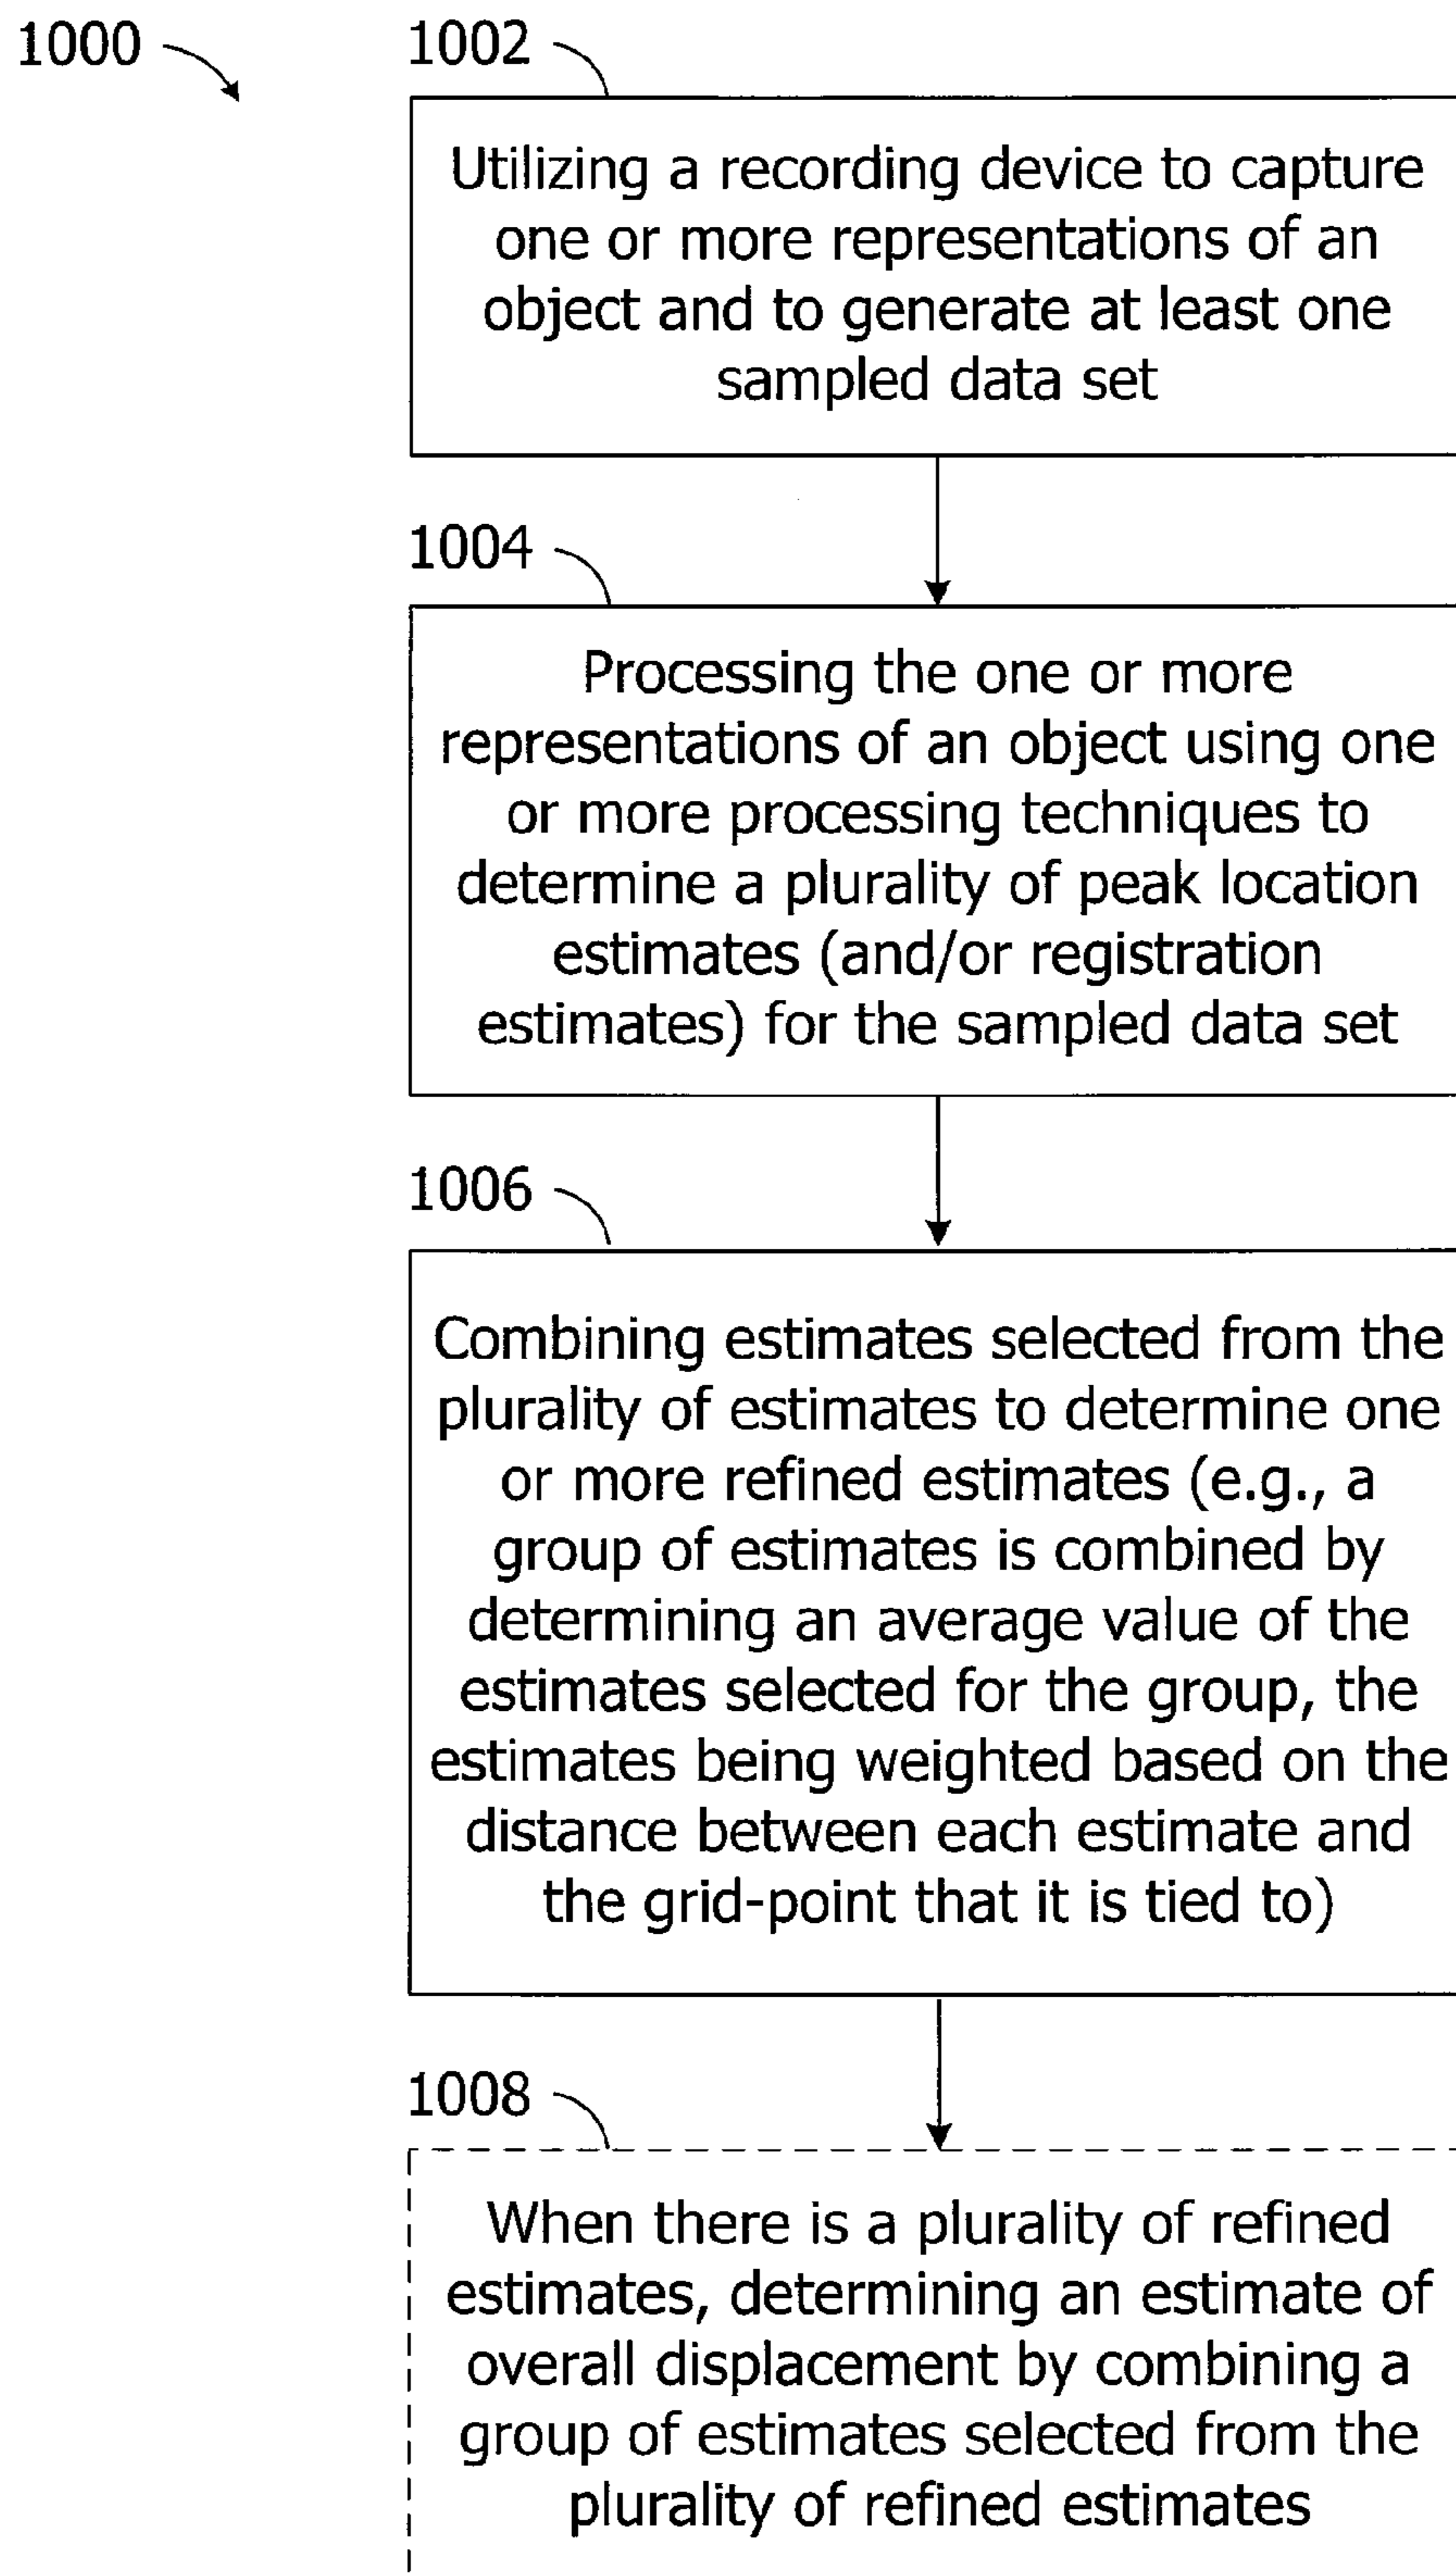 1000
1002
Utilizing a recording device to capture
one or more representations of an
object and to generate at least one
sampled data set
1004
Processing the one or more
representations of an object using one
or more processing techniques to
determine a plurality of peak location
estimates (and/or registration
estimates) for the sampled data set
1006
Combining estimates selected from the
plurality of estimates to determine one
or more refined estimates (e.g., a
group of estimates is combined by
determining an average value of the
estimates selected for the group, the
estimates being weighted based on the
distance between each estimate and
the grid-point that it is tied to)
1008
When there is a plurality of refined
estimates, determining an estimate of
overall displacement by combining a
group of estimates selected from the
plurality of refined estimates